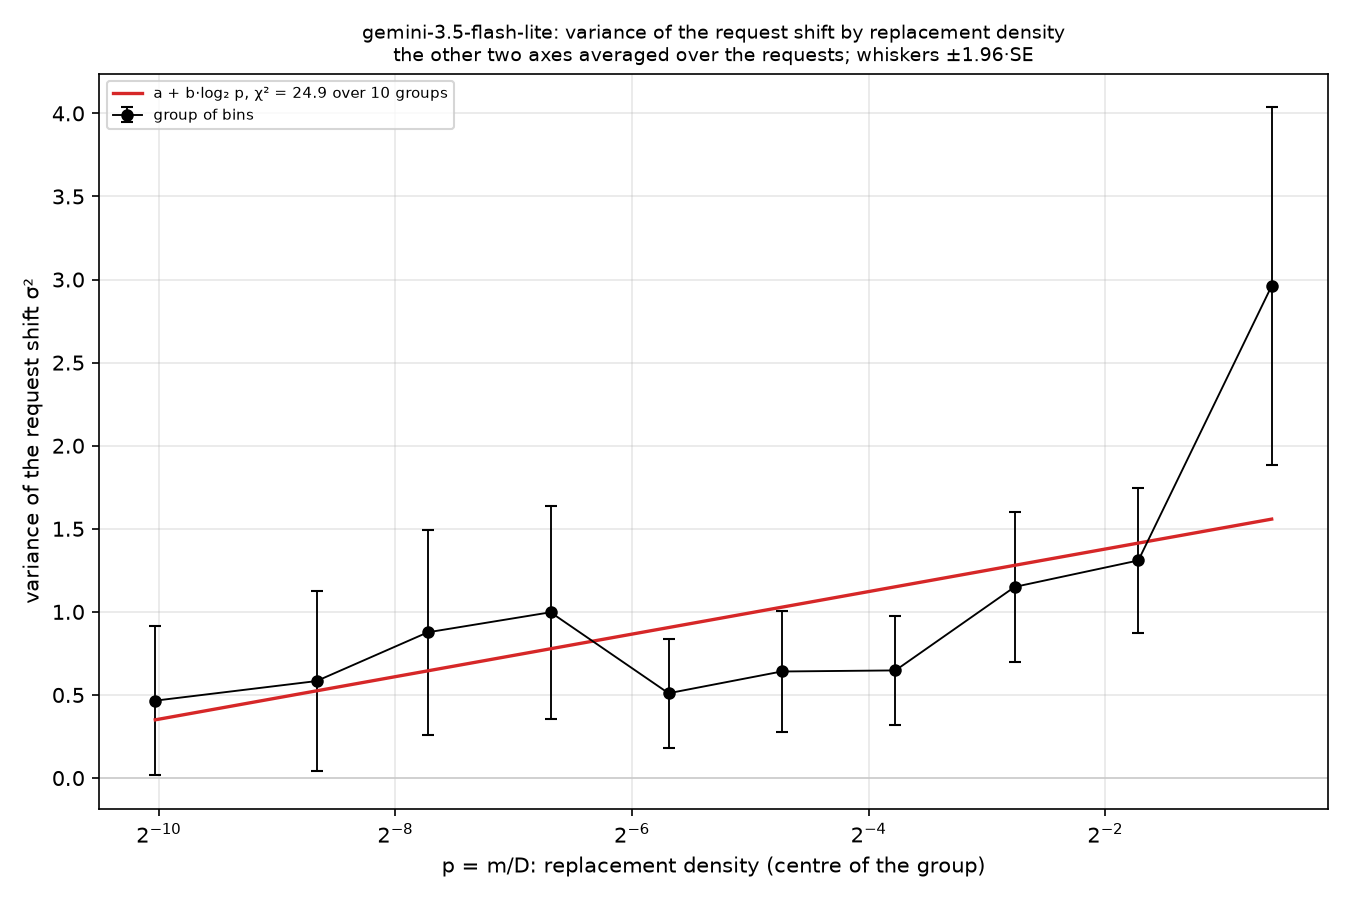 gemini-3.5-flash-lite: variance of the request shift by replacement density
the other two axes averaged over the requests; whiskers ±1.96·SE
a + b·log₂ p, χ² = 24.9 over 10 groups
group of bins
variance of the request shift σ²
4.0
3.5
3.0
2.5
2.0
1.5
1.0
0.5
0.0
2⁻¹⁰
2⁻⁸
2⁻⁶
2⁻⁴
2⁻²
p = m/D: replacement density (centre of the group)